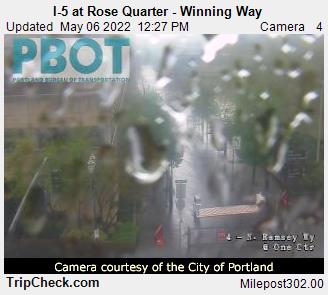 I-5 at Rose Quarter - Winning Way
Updated May 06 2022 12:27 PM Camera 4
PBOT
PORTLAND BUREAU OF TRANSPORTATION
4 - N. Ramsey Wy
@ One Ctr
Camera courtesy of the City of Portland
TripCheck.com Milepost302.00